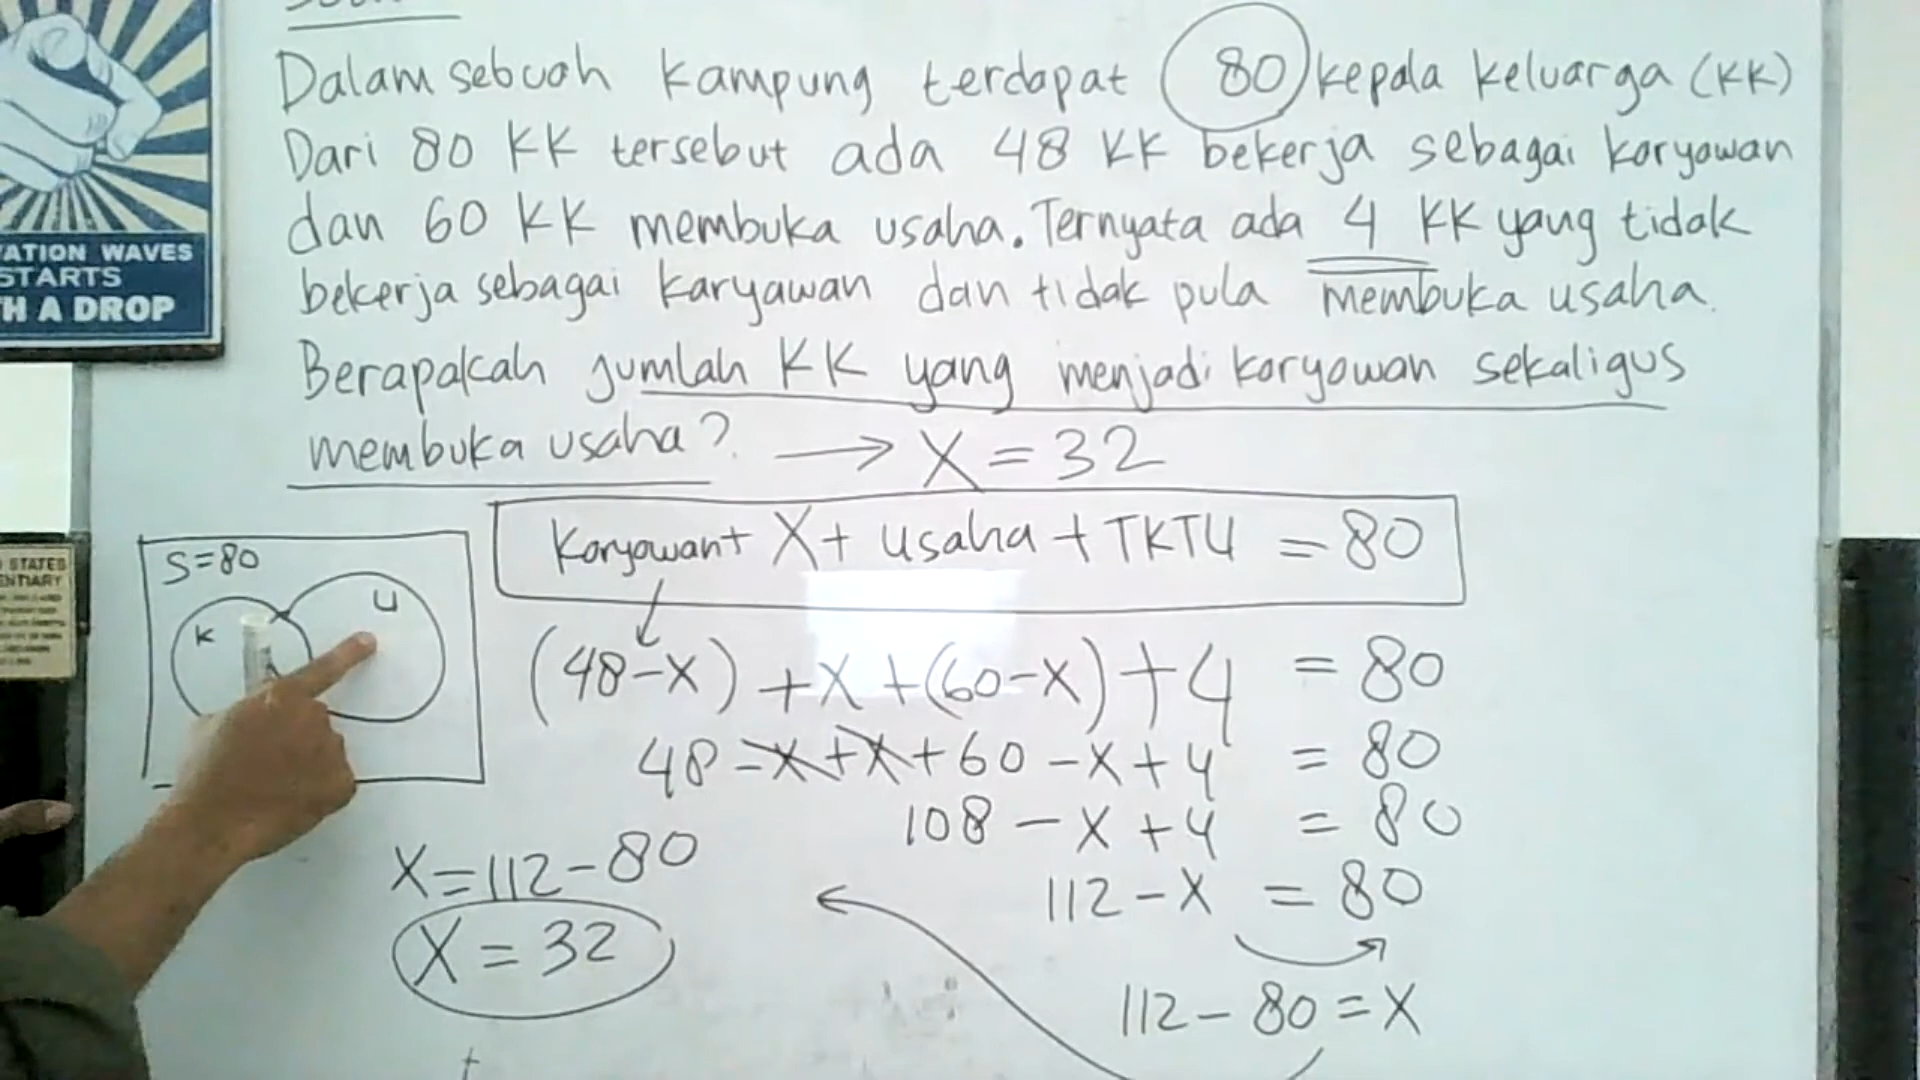 Dalam sebuah kampung terdapat 80 kepala keluarga (KK)
Dari 80 KK tersebut ada 48 KK bekerja sebagai karyawan
dan 60 KK membuka usaha. Ternyata ada 4 KK yang tidak
bekerja sebagai karyawan dan tidak pula membuka usaha.
Berapakah jumlah KK yang menjadi karyawan sekaligus
membuka usaha? → X = 32
Karyawan + X + usaha + TKTU = 80
S=80
K
U
(48-X) + X + (60-X) + 4 = 80
48 - X + X + 60 - X + 4 = 80
108 - X + 4 = 80
112 - X = 80
112 - 80 = X
X = 112 - 80
X = 32
ATION WAVES
STARTS
H A DROP
STATES
ENTIARY